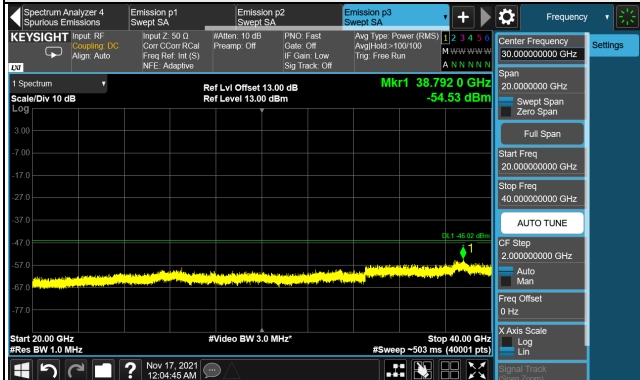 Spectrum Analyzer 4
Spurious Emissions
Emission p1
Swept SA
Emission p2
Swept SA
Emission p3
Swept SA
Frequency
KEYSIGHT
Input: RF
Coupling: DC
Align: Auto
Input Z: 50 Ω
Corr CCorr RCal
Freq Ref: Int (S)
NFE: Adaptive
#Atten: 10 dB
Preamp: Off
PNO: Fast
Gate: Off
IF Gain: Low
Sig Track: Off
Avg Type: Power (RMS)
Avg|Hold:>100/100
Trig: Free Run
1 2 3 4 5 6
M W W W W W
A N N N N N
LXI
1 Spectrum
Scale/Div 10 dB
Log
Ref Lvl Offset 13.00 dB
Ref Level 13.00 dBm
Mkr1 38.792 0 GHz
-54.53 dBm
3.00
-7.00
-17.0
-27.0
-37.0
-47.0
-57.0
-67.0
-77.0
DL1 -46.02 dBm
1
Start 20.00 GHz
#Res BW 1.0 MHz
#Video BW 3.0 MHz*
Stop 40.00 GHz
#Sweep ~503 ms (40001 pts)
Nov 17, 2021
12:04:45 AM
Center Frequency
30.000000000 GHz
Span
20.0000000 GHz
Swept Span
Zero Span
Full Span
Start Freq
20.000000000 GHz
Stop Freq
40.000000000 GHz
AUTO TUNE
CF Step
2.000000000 GHz
Auto
Man
Freq Offset
0 Hz
X Axis Scale
Log
Lin
Signal Track
(Span Zoom)
Settings